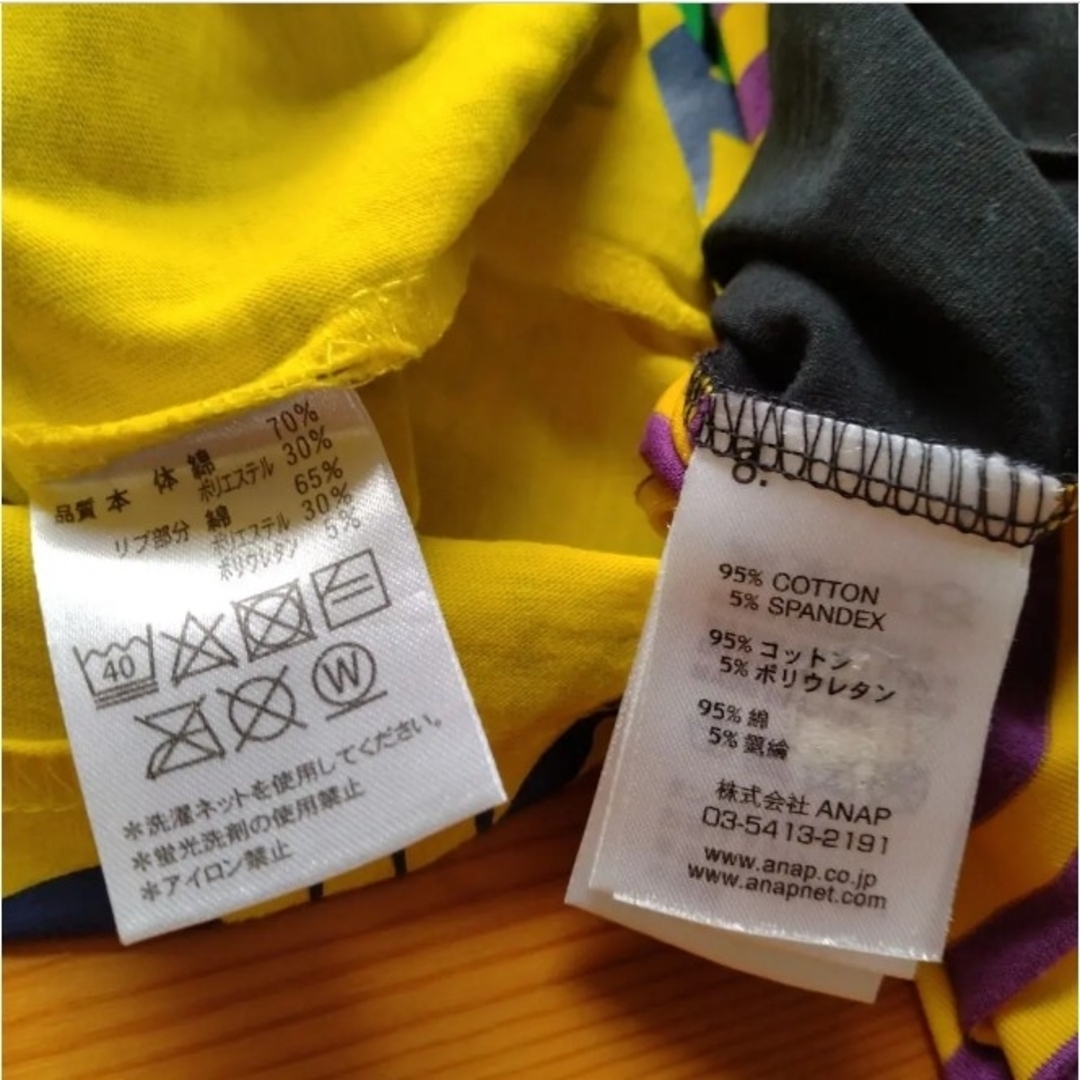 品質 本 体 綿 70%
ポリエステル 30%
リブ部分 綿 65%
ポリエステル 30%
ポリウレタン 5%
40
W
*洗濯ネットを使用してください。
*蛍光洗剤の使用禁止
*アイロン禁止
95% COTTON
5% SPANDEX
95% コットン
5% ポリウレタン
95% 綿
5%
株式会社 ANAP
03-5413-2191
www.anap.co.jp
www.anapnet.com